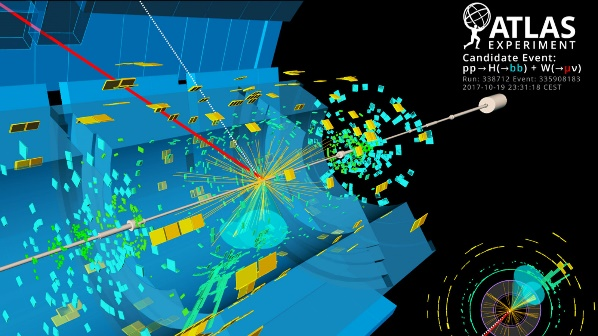 ATLAS
EXPERIMENT
Candidate Event:
pp→H(→bb) + W(→μν)
Run: 338712 Event: 335908183
2017-10-19 23:31:18 CEST